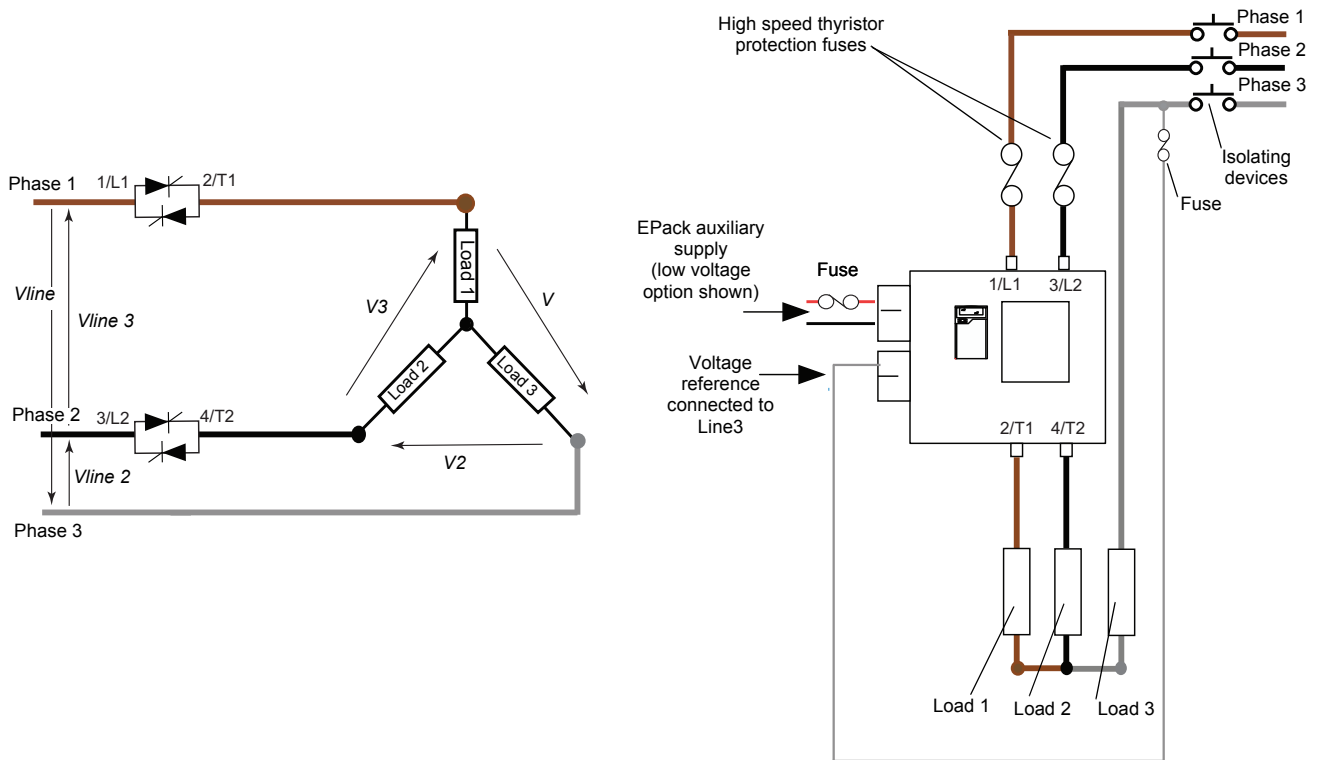 Phase 1
1/L1
2/T1
Vline
Vline 3
V3
Load 1
V
Load 2
Load 3
Phase 2
3/L2
4/T2
Vline 2
V2
Phase 3
High speed thyristor
protection fuses
Phase 1
Phase 2
Phase 3
Isolating
devices
Fuse
EPack auxiliary
supply
(low voltage
option shown)
Fuse
1/L1
3/L2
Voltage
reference
connected to
Line3
2/T1
4/T2
Load 1
Load 2
Load 3